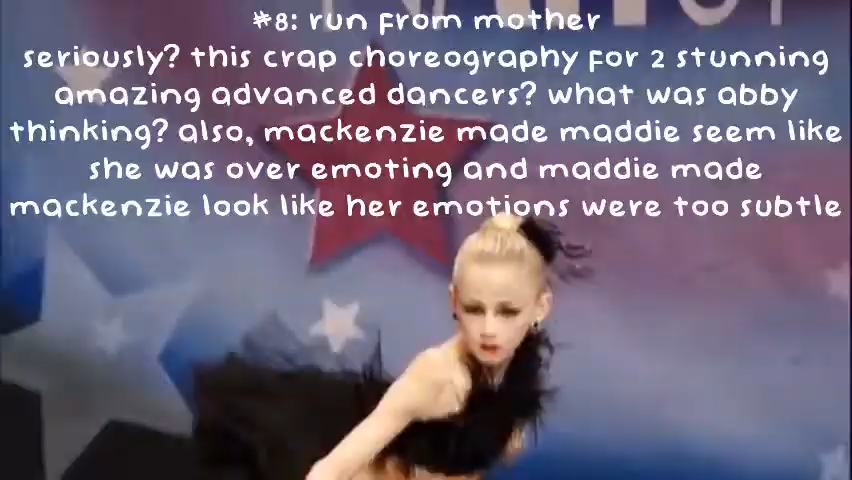 #8: run from mother
seriously? this crap choreography for 2 stunning
amazing advanced dancers? what was abby
thinking? also, mackenzie made maddie seem like
she was over emoting and maddie made
mackenzie look like her emotions were too subtle